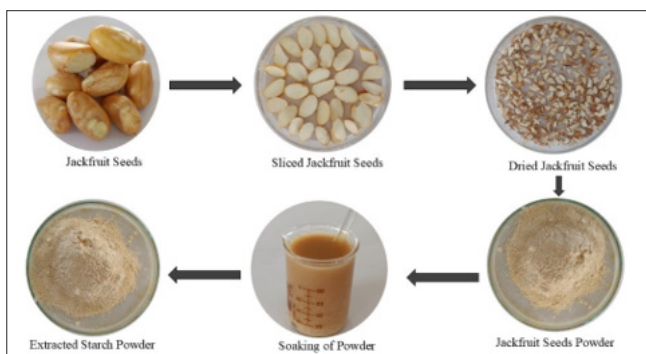 Jackfruit Seeds
Sliced Jackfruit Seeds
Dried Jackfruit Seeds
Extracted Starch Powder
Soaking of Powder
Jackfruit Seeds Powder